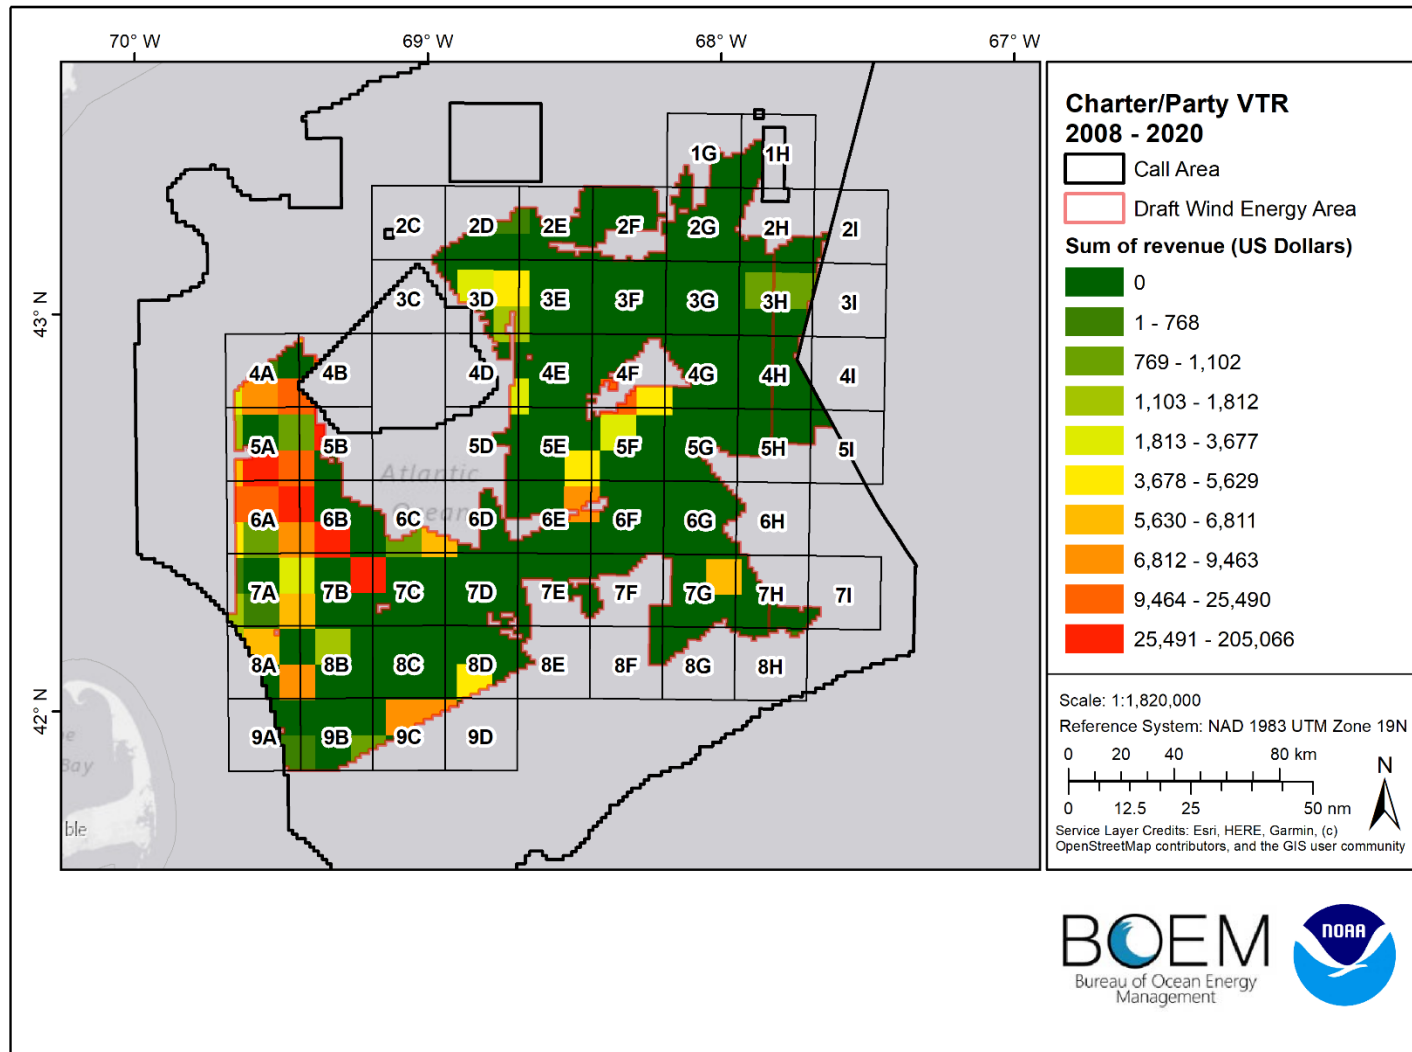 70° W 69° W 68° W 67° W
43° N
42° N
1G 1H
2C 2D 2E 2F 2G 2H 2I
3C 3D 3E 3F 3G 3H 3I
4A 4B 4D 4E 4F 4G 4H 4I
5A 5B 5D 5E 5F 5G 5H 5I
Atlantic
Ocean
6A 6B 6C 6D 6E 6F 6G 6H
7A 7B 7C 7D 7E 7F 7G 7H 7I
8A 8B 8C 8D 8E 8F 8G 8H
9A 9B 9C 9D
Bay
ble
Charter/Party VTR
2008 - 2020
Call Area
Draft Wind Energy Area
Sum of revenue (US Dollars)
0
1 - 768
769 - 1,102
1,103 - 1,812
1,813 - 3,677
3,678 - 5,629
5,630 - 6,811
6,812 - 9,463
9,464 - 25,490
25,491 - 205,066
Scale: 1:1,820,000
Reference System: NAD 1983 UTM Zone 19N
0 20 40 80 km
N
0 12.5 25 50 nm
Service Layer Credits: Esri, HERE, Garmin, (c)
OpenStreetMap contributors, and the GIS user community
BOEM
Bureau of Ocean Energy
Management
NOAA